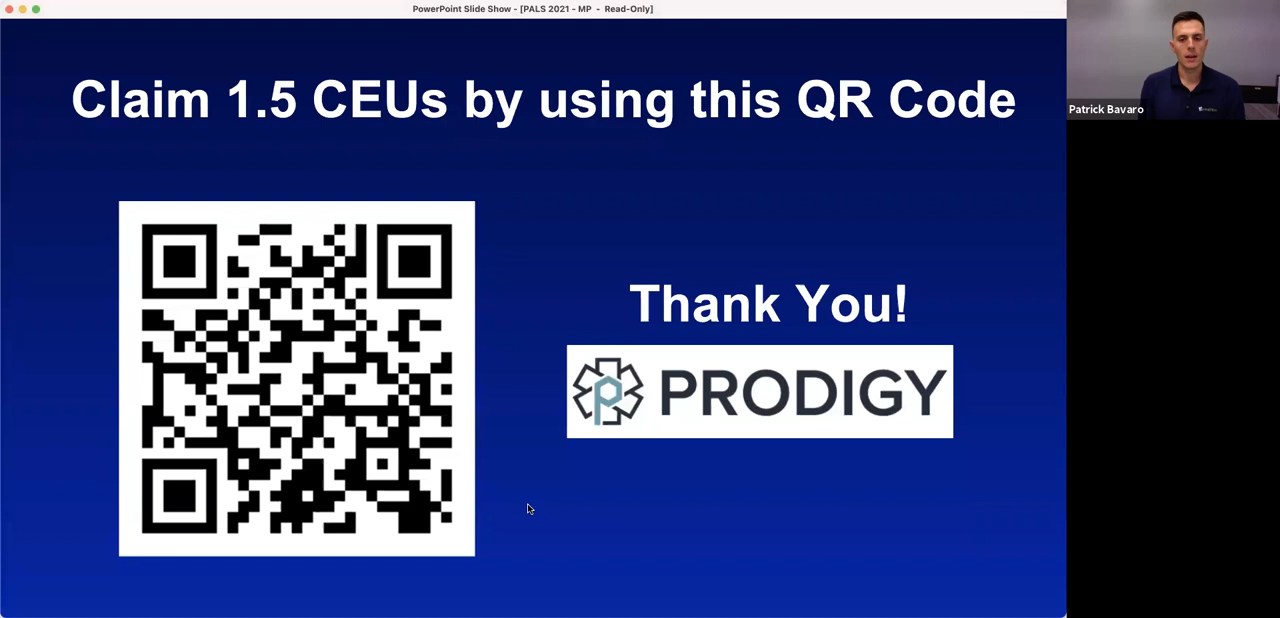 PowerPoint Slide Show - [PALS 2021 - MP - Read-Only]
Claim 1.5 CEUs by using this QR Code
Patrick Bavaro
Thank You!
PRODIGY